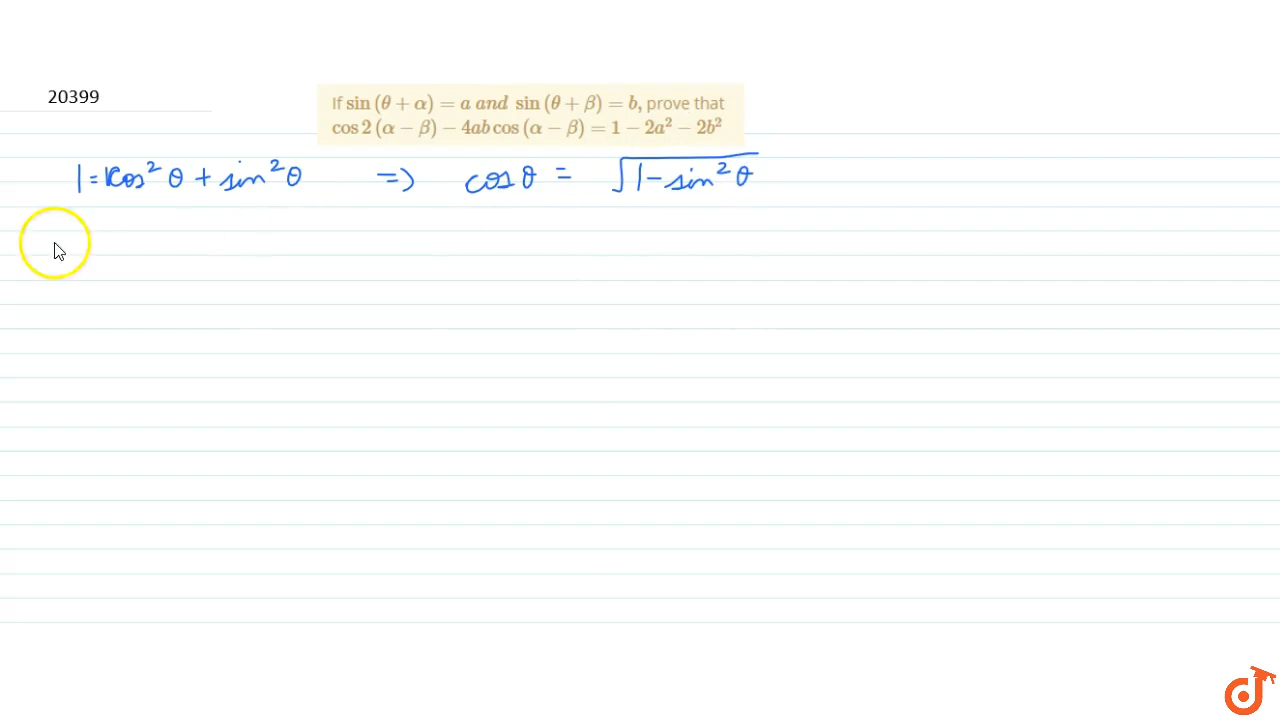 20399
If sin (θ + α) = a and sin (θ + β) = b, prove that
cos 2 (α − β) − 4ab cos (α − β) = 1 − 2a² − 2b²
1 = cos² θ + sin² θ ⇒ cos θ = √(1 − sin² θ)